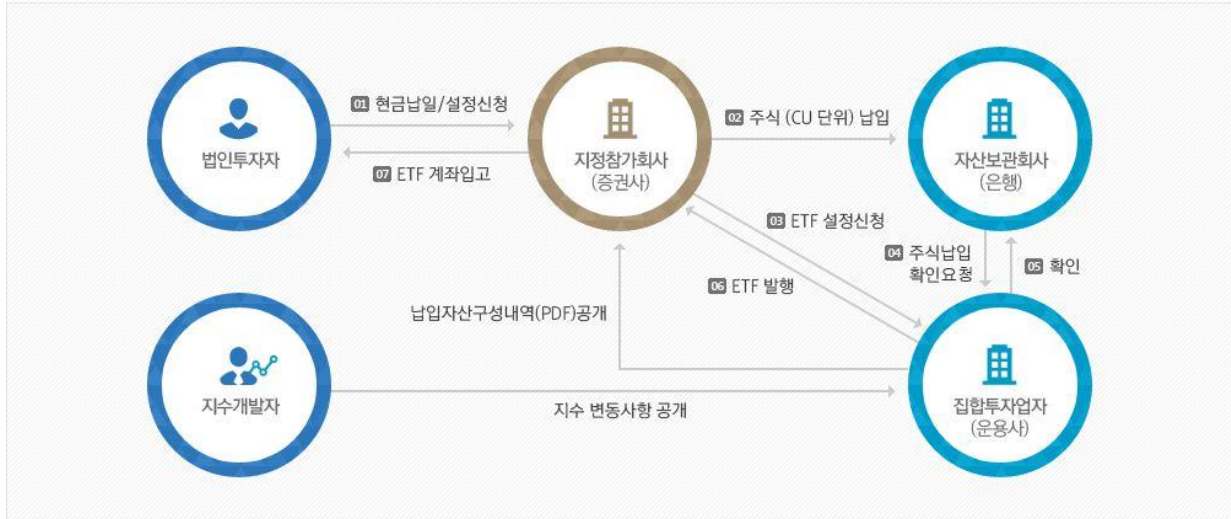 01 현금납일/설정신청
02 주식 (CU 단위) 납입
법인투자자
지정참가회사
(증권사)
자산보관회사
(은행)
07 ETF 계좌입고
03 ETF 설정신청
04 주식납입
확인요청
05 확인
06 ETF 발행
납입자산구성내역(PDF)공개
지수개발자
지수 변동사항 공개
집합투자업자
(운용사)